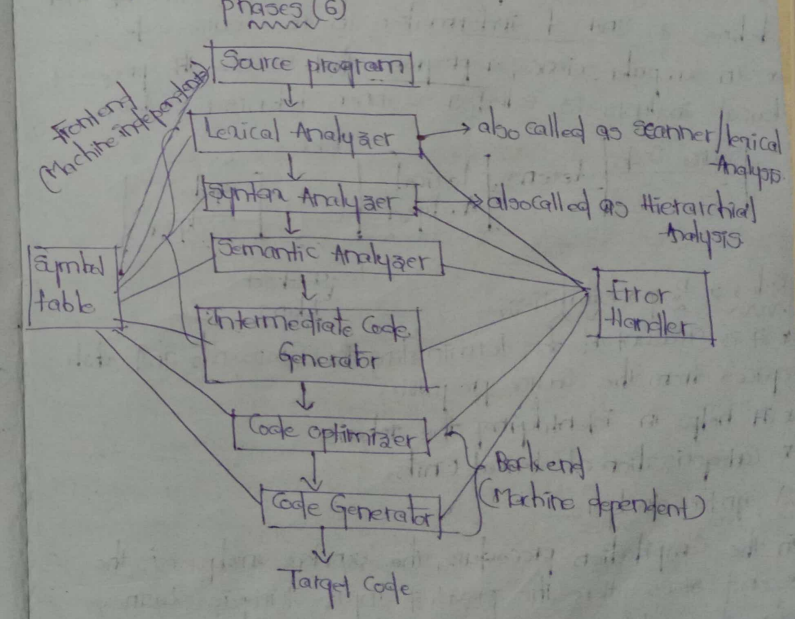 phases (6)
Source program
Frontend
(Machine independent)
Lexical Analyzer
also called as scanner/lexical
Analysis
Syntax Analyzer
also called as Hierarchial
Analysis
Semantic Analyzer
Symbol
table
Error
Handler
Intermediate Code
Generator
Code optimizer
Backend
(Machine dependent)
Code Generator
Target Code